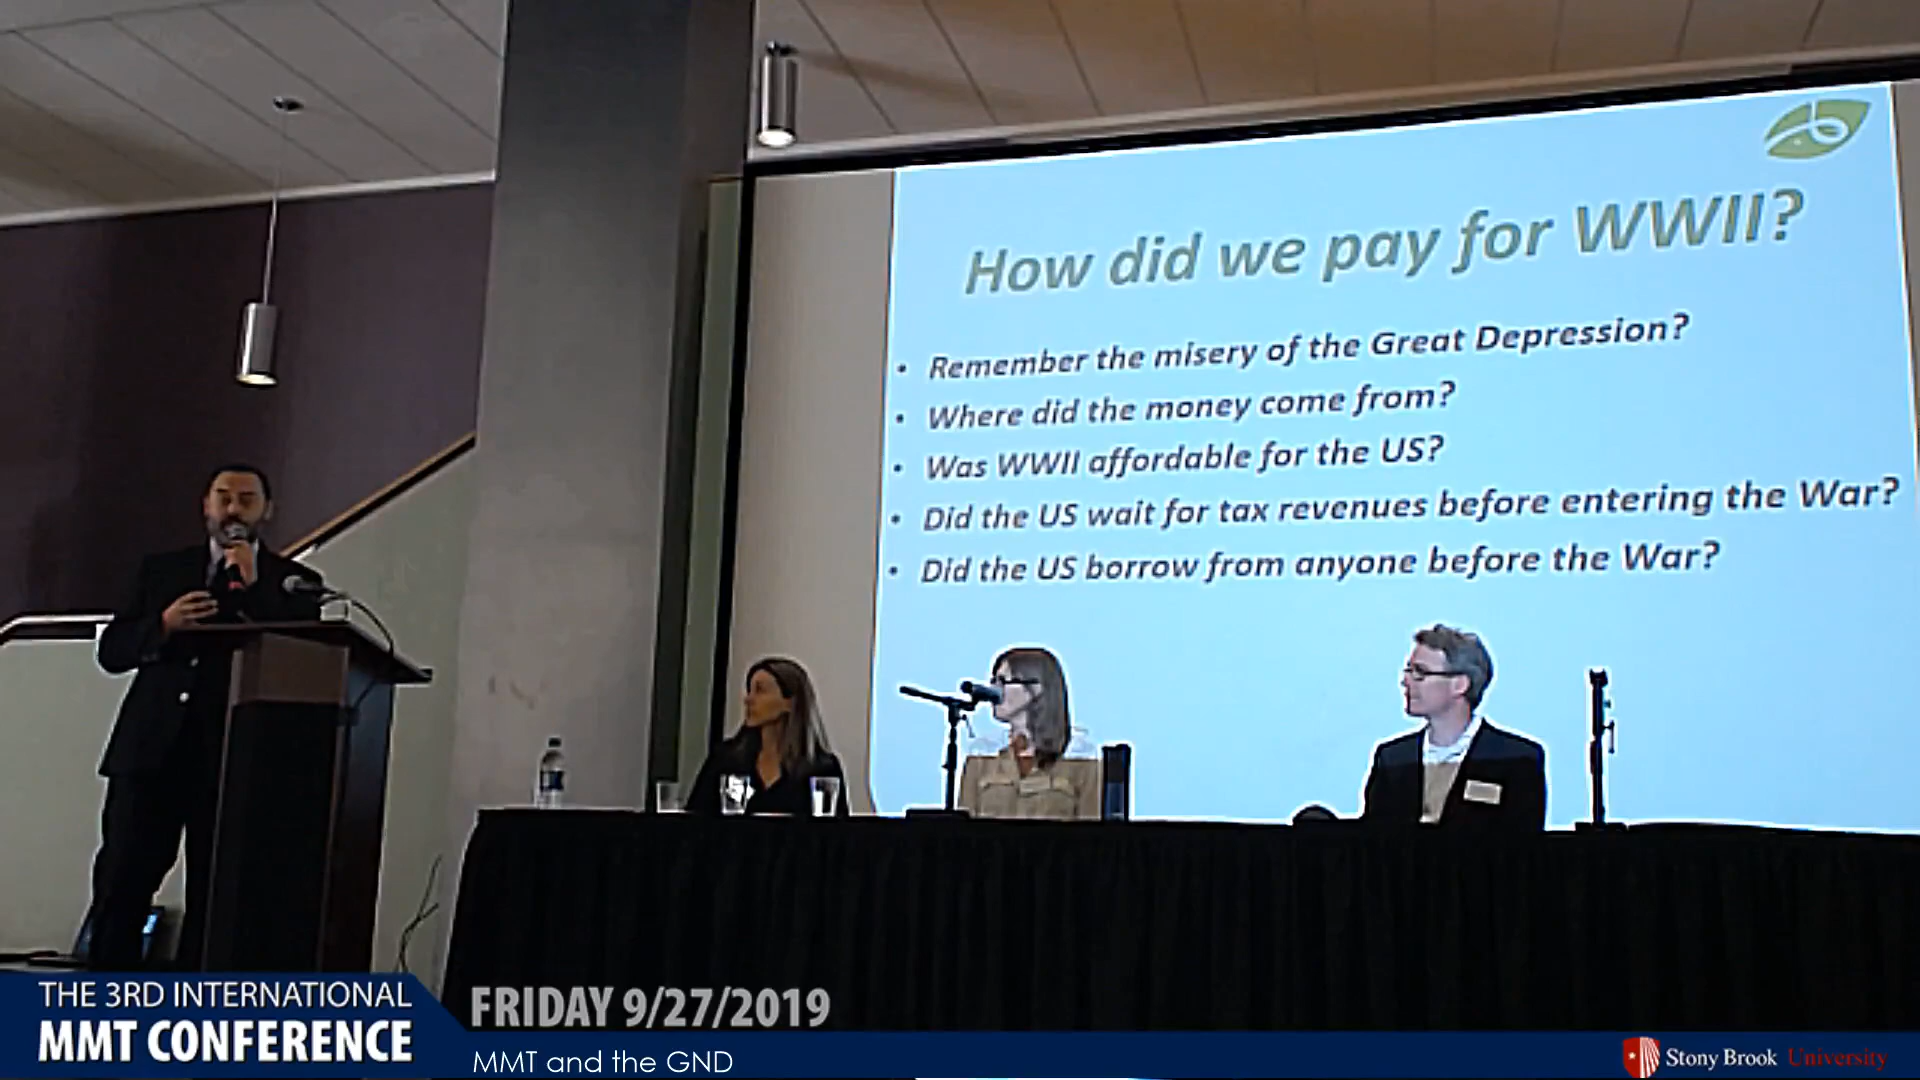 How did we pay for WWII?
• Remember the misery of the Great Depression?
• Where did the money come from?
• Was WWII affordable for the US?
• Did the US wait for tax revenues before entering the War?
• Did the US borrow from anyone before the War?
THE 3RD INTERNATIONAL
MMT CONFERENCE
FRIDAY 9/27/2019
MMT and the GND
Stony Brook University